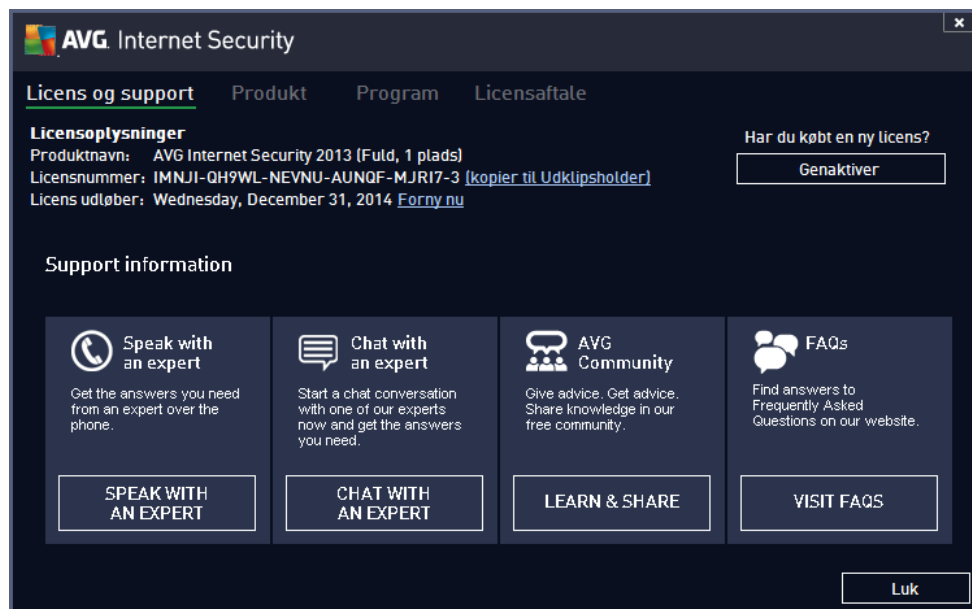 AVG. Internet Security
Licens og support Produkt Program Licensaftale
Licensoplysninger
Produktnavn: AVG Internet Security 2013 (Fuld, 1 plads)
Licensnummer: IMNJI-QH9WL-NEVNU-AUNQF-MJRI7-3 (kopier til Udklipsholder)
Licens udløber: Wednesday, December 31, 2014 Forny nu
Har du købt en ny licens?
Genaktiver
Support information
Speak with
an expert
Get the answers you need
from an expert over the
phone.
SPEAK WITH
AN EXPERT
Chat with
an expert
Start a chat conversation
with one of our experts
now and get the answers
you need.
CHAT WITH
AN EXPERT
AVG
Community
Give advice. Get advice.
Share knowledge in our
free community.
LEARN & SHARE
FAQs
Find answers to
Frequently Asked
Questions on our website.
VISIT FAQS
Luk